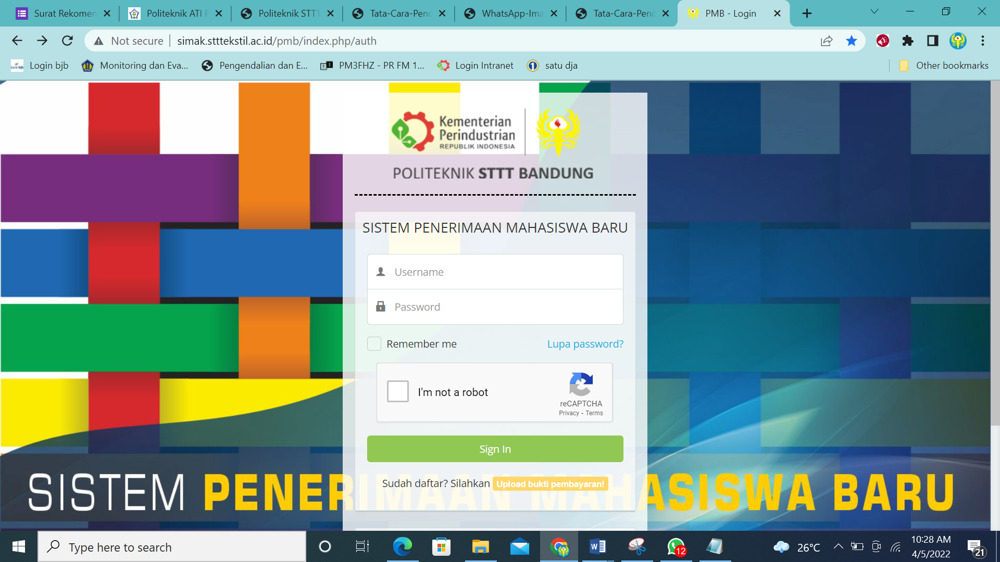 Surat Rekomen
Politeknik ATI P
Politeknik STTT
Tata-Cara-Penc
WhatsApp-Ima
Tata-Cara-Penc
PMB - Login
Not secure
simak.stttekstil.ac.id/pmb/index.php/auth
Login bjb
Monitoring dan Eva...
Pengendalian dan E...
PM3FHZ - PR FM 1...
Login Intranet
satu dja
Other bookmarks
Kementerian
Perindustrian
REPUBLIK INDONESIA
POLITEKNIK STTT BANDUNG
SISTEM PENERIMAAN MAHASISWA BARU
Username
Password
Remember me
Lupa password?
I'm not a robot
reCAPTCHA
Privacy - Terms
Sign In
Sudah daftar? Silahkan Upload bukti pembayaran!
SISTEM PENERIMAAN MAHASISWA BARU
Type here to search
12
26°C
10:28 AM
4/5/2022
21